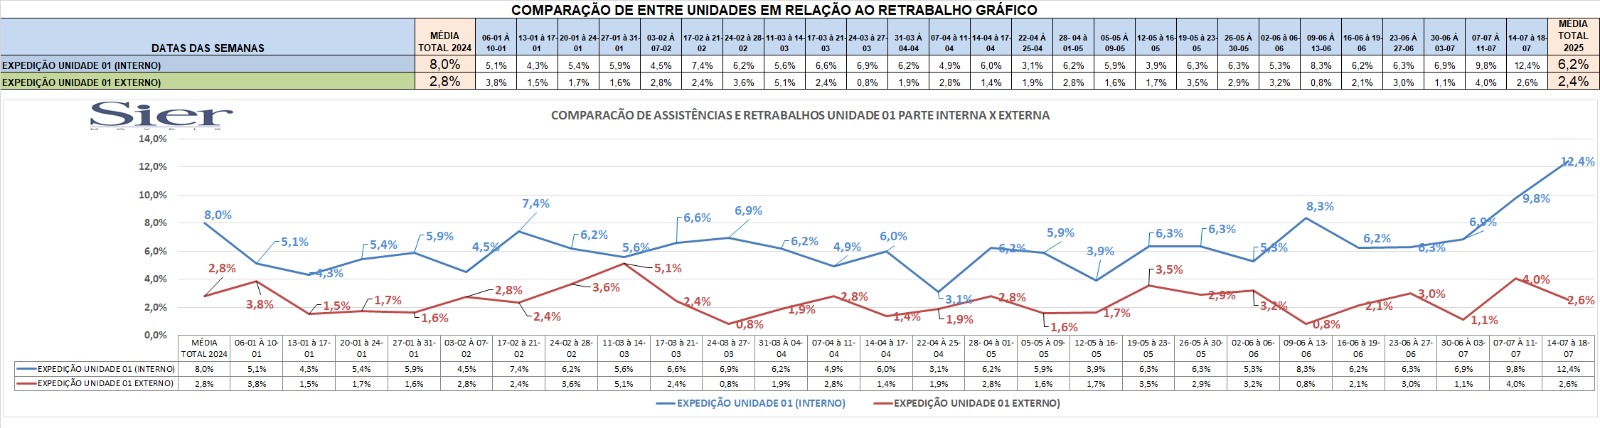 COMPARAÇÃO DE ENTRE UNIDADES EM RELAÇÃO AO RETRABALHO GRÁFICO
DATAS DAS SEMANAS MÉDIA TOTAL 2024 06-01 À 10-01 13-01 à 17-01 20-01 à 24-01 27-01 à 31-01 03-02 À 07-02 17-02 à 21-02 24-02 à 28-02 11-03 à 14-03 17-03 à 21-03 24-03 à 27-03 31-03 À 04-04 07-04 à 11-04 14-04 à 17-04 22-04 À 25-04 28-04 à 01-05 05-05 À 09-05 12-05 à 16-05 19-05 à 23-05 26-05 À 30-05 02-06 à 06-06 09-06 À 13-06 16-06 à 19-06 23-06 À 27-06 30-06 À 03-07 07-07 À 11-07 14-07 à 18-07 MÉDIA TOTAL 2025
EXPEDIÇÃO UNIDADE 01 (INTERNO) 8,0% 5,1% 4,3% 5,4% 5,9% 4,5% 7,4% 6,2% 5,6% 6,6% 6,9% 6,2% 4,9% 6,0% 3,1% 6,2% 5,9% 3,9% 6,3% 6,3% 5,3% 8,3% 6,2% 6,3% 6,9% 9,8% 12,4% 6,2%
EXPEDIÇÃO UNIDADE 01 EXTERNO) 2,8% 3,8% 1,5% 1,7% 1,6% 2,8% 2,4% 3,6% 5,1% 2,4% 0,8% 1,9% 2,8% 1,4% 1,9% 2,8% 1,6% 1,7% 3,5% 2,9% 3,2% 0,8% 2,1% 3,0% 1,1% 4,0% 2,6% 2,4%
Sier
COMPARACÃO DE ASSISTÊNCIAS E RETRABALHOS UNIDADE 01 PARTE INTERNA X EXTERNA
14,0%
12,0%
10,0%
8,0%
6,0%
4,0%
2,0%
0,0%
8,0% 5,1% 4,3% 5,4% 5,9% 4,5% 7,4% 6,2% 5,6% 6,6% 6,9% 6,2% 4,9% 6,0% 3,1% 6,2% 5,9% 3,9% 6,3% 6,3% 5,3% 8,3% 6,2% 6,3% 6,9% 9,8% 12,4%
2,8% 3,8% 1,5% 1,7% 1,6% 2,8% 2,4% 3,6% 5,1% 2,4% 0,8% 1,9% 2,8% 1,4% 1,9% 2,8% 1,6% 1,7% 3,5% 2,9% 3,2% 0,8% 2,1% 3,0% 1,1% 4,0% 2,6%
MÉDIA TOTAL 2024 06-01 À 10-01 13-01 à 17-01 20-01 à 24-01 27-01 à 31-01 03-02 À 07-02 17-02 à 21-02 24-02 à 28-02 11-03 à 14-03 17-03 à 21-03 24-03 à 27-03 31-03 À 04-04 07-04 à 11-04 14-04 à 17-04 22-04 À 25-04 28-04 à 01-05 05-05 À 09-05 12-05 à 16-05 19-05 à 23-05 26-05 À 30-05 02-06 à 06-06 09-06 À 13-06 16-06 à 19-06 23-06 À 27-06 30-06 À 03-07 07-07 À 11-07 14-07 à 18-07
EXPEDIÇÃO UNIDADE 01 (INTERNO) 8,0% 5,1% 4,3% 5,4% 5,9% 4,5% 7,4% 6,2% 5,6% 6,6% 6,9% 6,2% 4,9% 6,0% 3,1% 6,2% 5,9% 3,9% 6,3% 6,3% 5,3% 8,3% 6,2% 6,3% 6,9% 9,8% 12,4%
EXPEDIÇÃO UNIDADE 01 EXTERNO) 2,8% 3,8% 1,5% 1,7% 1,6% 2,8% 2,4% 3,6% 5,1% 2,4% 0,8% 1,9% 2,8% 1,4% 1,9% 2,8% 1,6% 1,7% 3,5% 2,9% 3,2% 0,8% 2,1% 3,0% 1,1% 4,0% 2,6%
EXPEDIÇÃO UNIDADE 01 (INTERNO) EXPEDIÇÃO UNIDADE 01 EXTERNO)